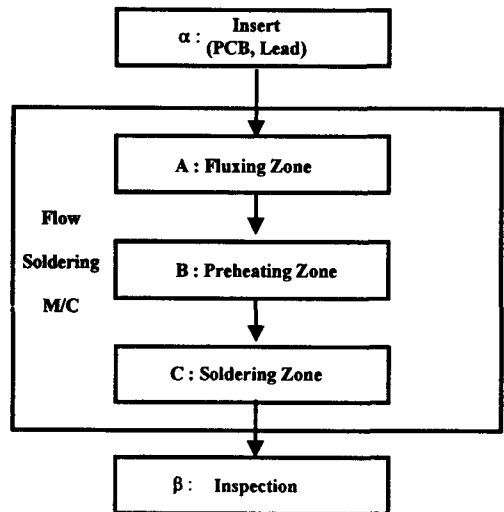 α : Insert
(PCB, Lead)
A : Fluxing Zone
Flow
Soldering
M/C
B : Preheating Zone
C : Soldering Zone
β : Inspection